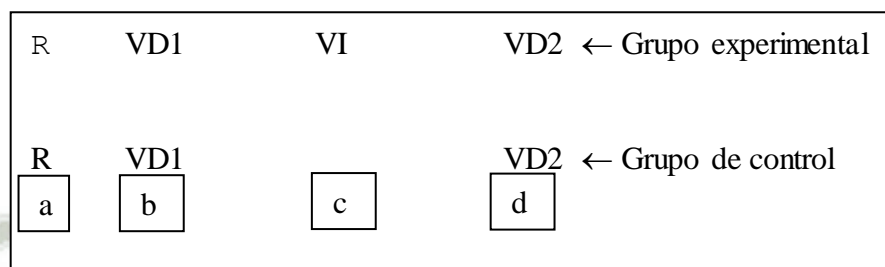 R VD1 VI VD2 ← Grupo experimental
R VD1 VD2 ← Grupo de control
a b c d